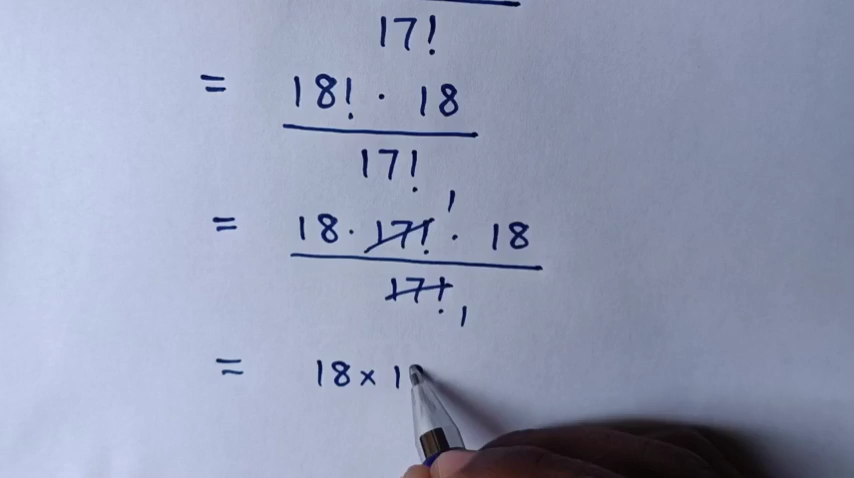 17!
= 18! · 18
17!
= 18 · 17! 1 · 18
17! 1
= 18 × 1